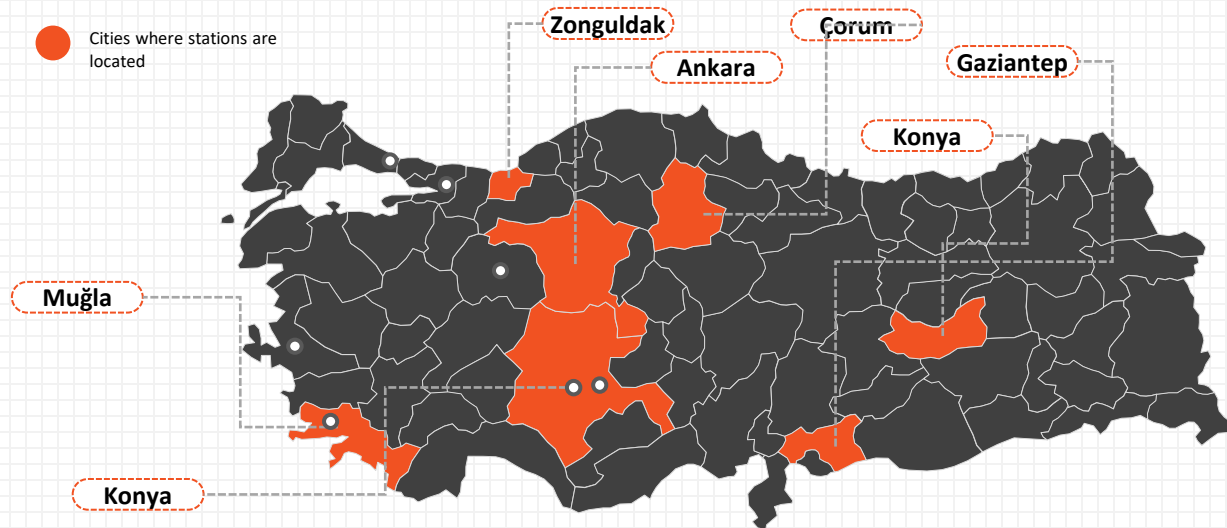 Zonguldak
Çorum
Cities where stations are
located
Ankara
Gaziantep
Konya
Muğla
Konya